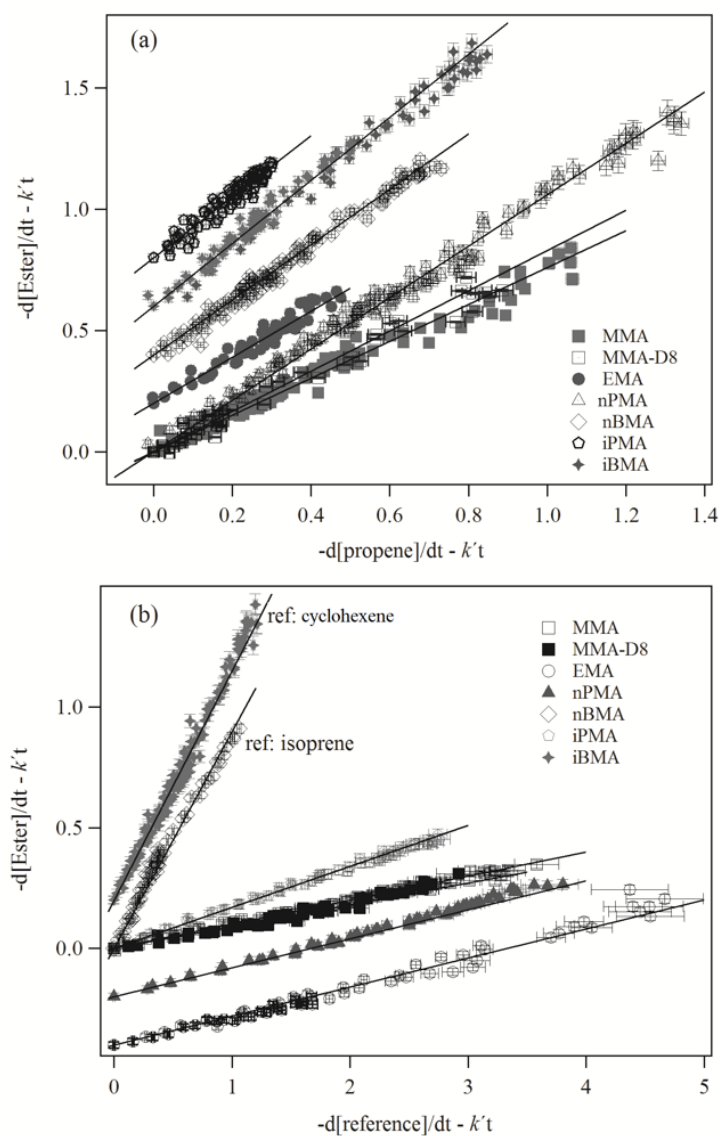 (a)
1.5
1.0
0.5
0.0
-d[Ester]/dt - k´t
MMA
MMA-D8
EMA
nPMA
nBMA
iPMA
iBMA
0.0 0.2 0.4 0.6 0.8 1.0 1.2 1.4
-d[propene]/dt - k´t
(b)
ref: cyclohexene
ref: isoprene
1.0
0.5
0.0
-d[Ester]/dt - k´t
MMA
MMA-D8
EMA
nPMA
nBMA
iPMA
iBMA
0 1 2 3 4 5
-d[reference]/dt - k´t